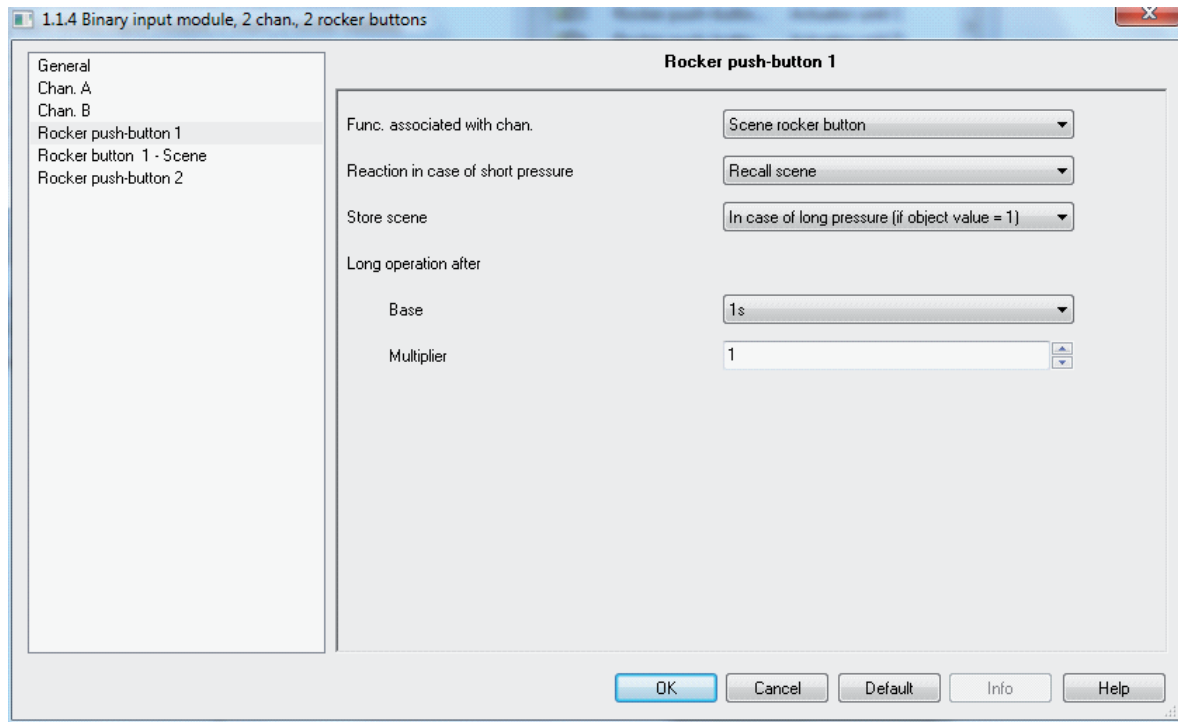 1.1.4 Binary input module, 2 chan., 2 rocker buttons
General
Chan. A
Chan. B
Rocker push-button 1
Rocker button 1 - Scene
Rocker push-button 2
Rocker push-button 1
Func. associated with chan.
Scene rocker button
Reaction in case of short pressure
Recall scene
Store scene
In case of long pressure (if object value = 1)
Long operation after
Base
1s
Multiplier
1
OK
Cancel
Default
Info
Help